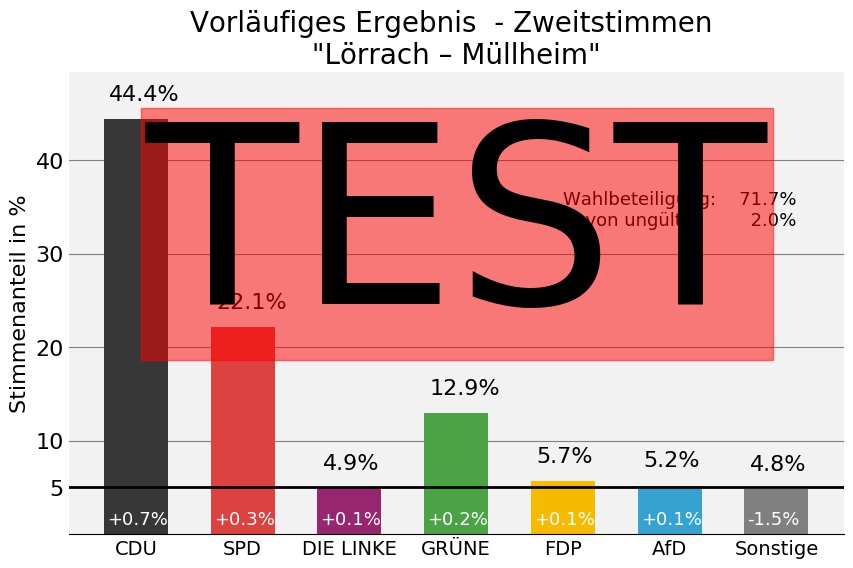 Vorläufiges Ergebnis - Zweitstimmen
"Lörrach – Müllheim"
44.4%
TEST
Wahlbeteiligung: 71.7%
von ungült 2.0%
22.1%
12.9%
4.9%
5.7%
5.2%
4.8%
Stimmenanteil in %
40
30
20
10
5
+0.7%
+0.3%
+0.1%
+0.2%
+0.1%
+0.1%
-1.5%
CDU
SPD
DIE LINKE
GRÜNE
FDP
AfD
Sonstige